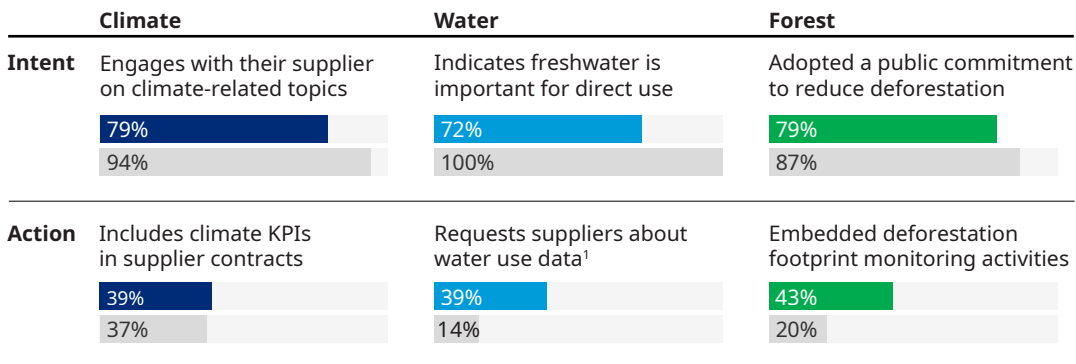 Climate Water Forest
Intent
Engages with their supplier
on climate-related topics
79%
94%
Indicates freshwater is
important for direct use
72%
100%
Adopted a public commitment
to reduce deforestation
79%
87%
Action
Includes climate KPIs
in supplier contracts
39%
37%
Requests suppliers about
water use data¹
39%
14%
Embedded deforestation
footprint monitoring activities
43%
20%